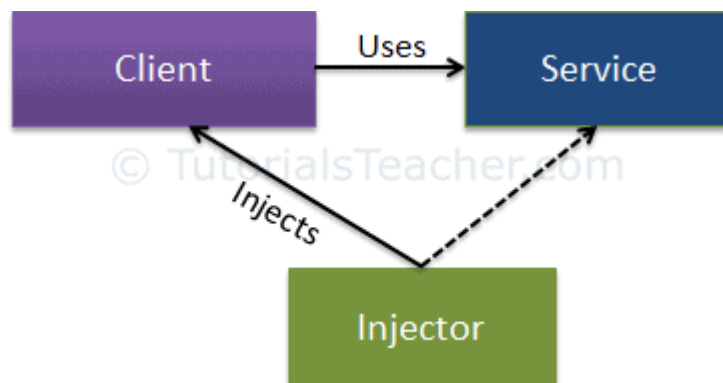 Client
Uses
Service
© TutorialsTeacher.com
Injects
Injector